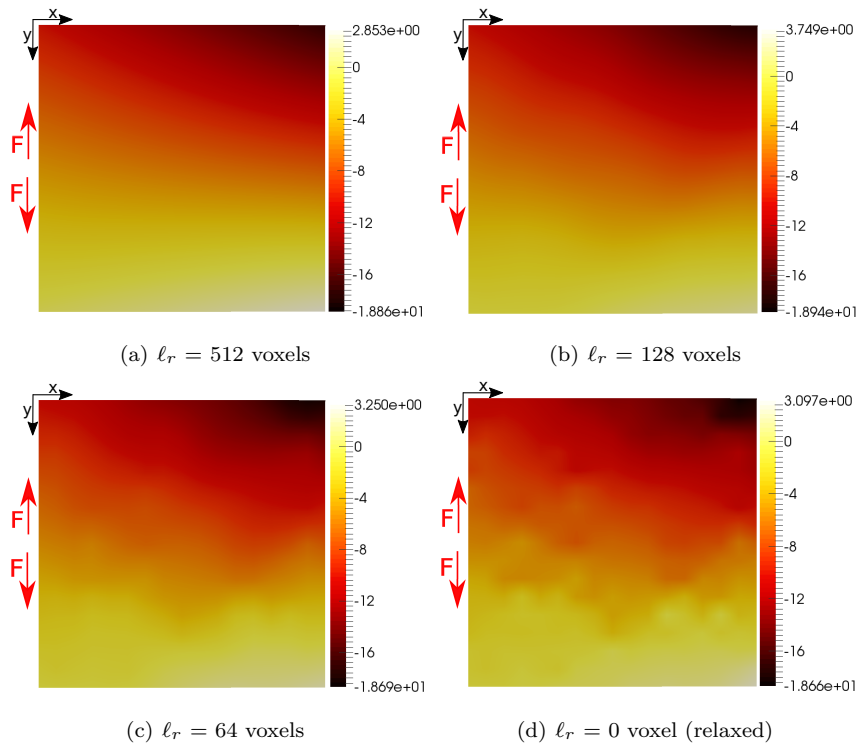 x
y
F
F
2.853e+00
0
-4
-8
-12
-16
-1.886e+01
(a) ℓr = 512 voxels
x
y
F
F
3.749e+00
0
-4
-8
-12
-16
-1.894e+01
(b) ℓr = 128 voxels
x
y
F
F
3.250e+00
0
-4
-8
-12
-16
-1.869e+01
(c) ℓr = 64 voxels
x
y
F
F
3.097e+00
0
-4
-8
-12
-16
-1.866e+01
(d) ℓr = 0 voxel (relaxed)